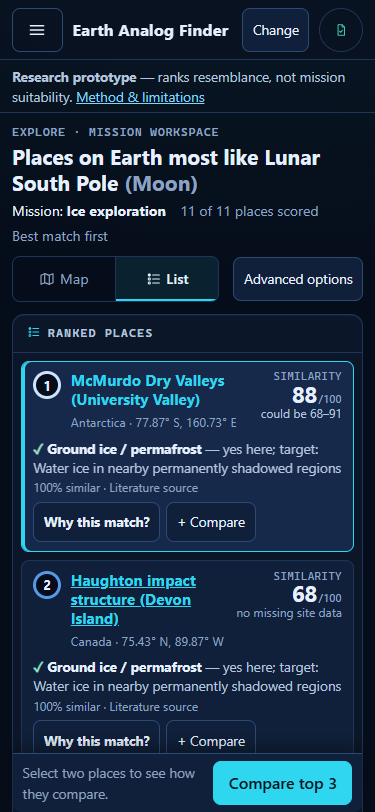 Earth Analog Finder
Change
Research prototype — ranks resemblance, not mission
suitability. Method & limitations
EXPLORE · MISSION WORKSPACE
Places on Earth most like Lunar
South Pole (Moon)
Mission: Ice exploration 11 of 11 places scored
Best match first
Map
List
Advanced options
RANKED PLACES
1
McMurdo Dry Valleys
(University Valley)
Antarctica · 77.87° S, 160.73° E
SIMILARITY
88/100
could be 68–91
✓ Ground ice / permafrost — yes here; target:
Water ice in nearby permanently shadowed regions
100% similar · Literature source
Why this match?
+ Compare
2
Haughton impact
structure (Devon
Island)
Canada · 75.43° N, 89.87° W
SIMILARITY
68/100
no missing site data
✓ Ground ice / permafrost — yes here; target:
Water ice in nearby permanently shadowed regions
100% similar · Literature source
Why this match?
+ Compare
Select two places to see how
they compare.
Compare top 3